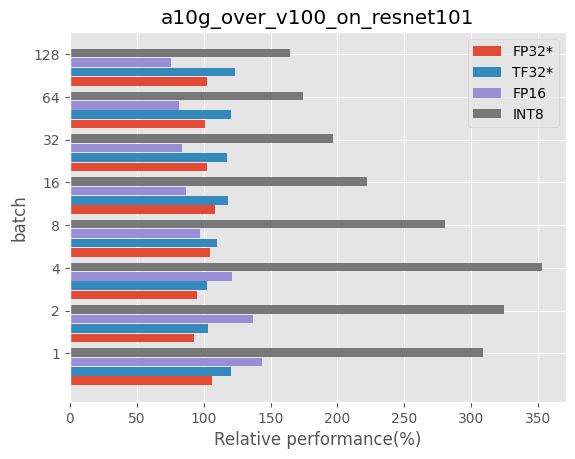 a10g_over_v100_on_resnet101
FP32*
TF32*
FP16
INT8
batch
128
64
32
16
8
4
2
1
0
50
100
150
200
250
300
350
Relative performance(%)